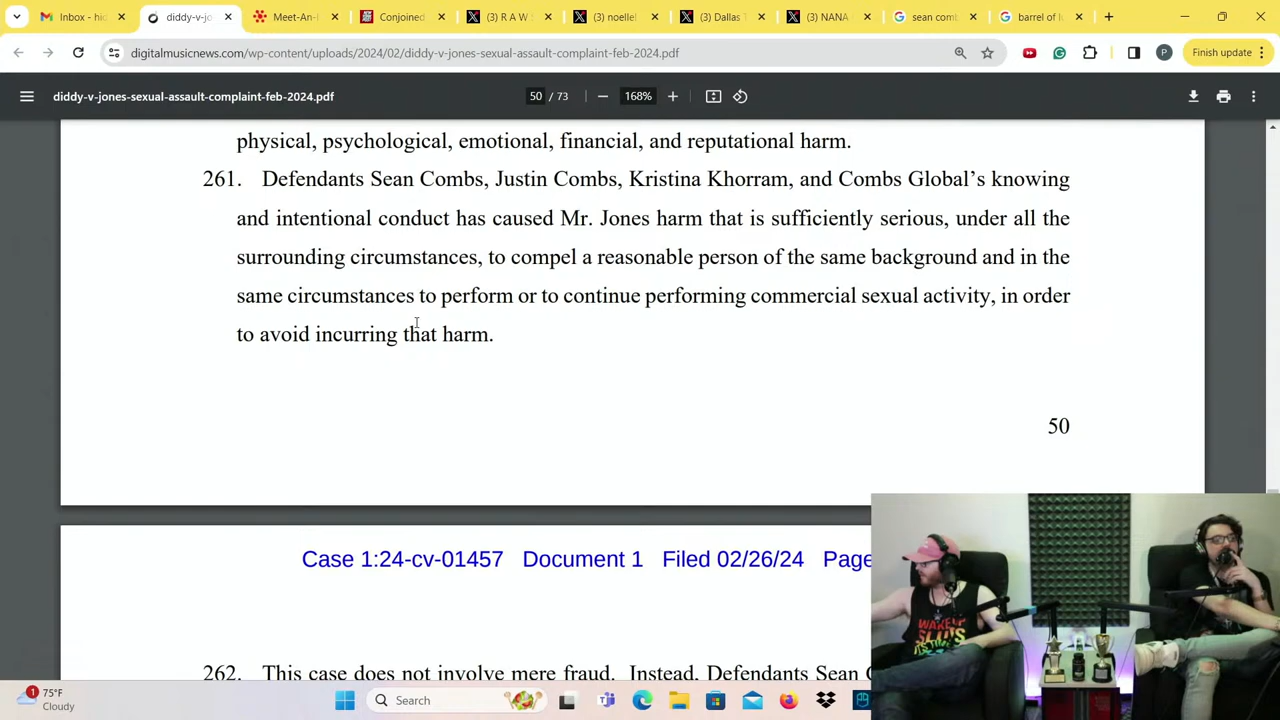 Inbox - hi
diddy-v-jo
Meet-An-
Conjoined
(3) R A W
(3) noelle
(3) Dallas T
(3) NANA
sean comb
barrel of l
digitalmusicnews.com/wp-content/uploads/2024/02/diddy-v-jones-sexual-assault-complaint-feb-2024.pdf
P
Finish update
diddy-v-jones-sexual-assault-complaint-feb-2024.pdf
50 / 73
168%
physical, psychological, emotional, financial, and reputational harm.
261. Defendants Sean Combs, Justin Combs, Kristina Khorram, and Combs Global's knowing
and intentional conduct has caused Mr. Jones harm that is sufficiently serious, under all the
surrounding circumstances, to compel a reasonable person of the same background and in the
same circumstances to perform or to continue performing commercial sexual activity, in order
to avoid incurring that harm.
50
Case 1:24-cv-01457 Document 1 Filed 02/26/24 Page
262. This case does not involve mere fraud. Instead, Defendants Sean
WAKEUP
SLUTS
1
75°F
Cloudy
Search